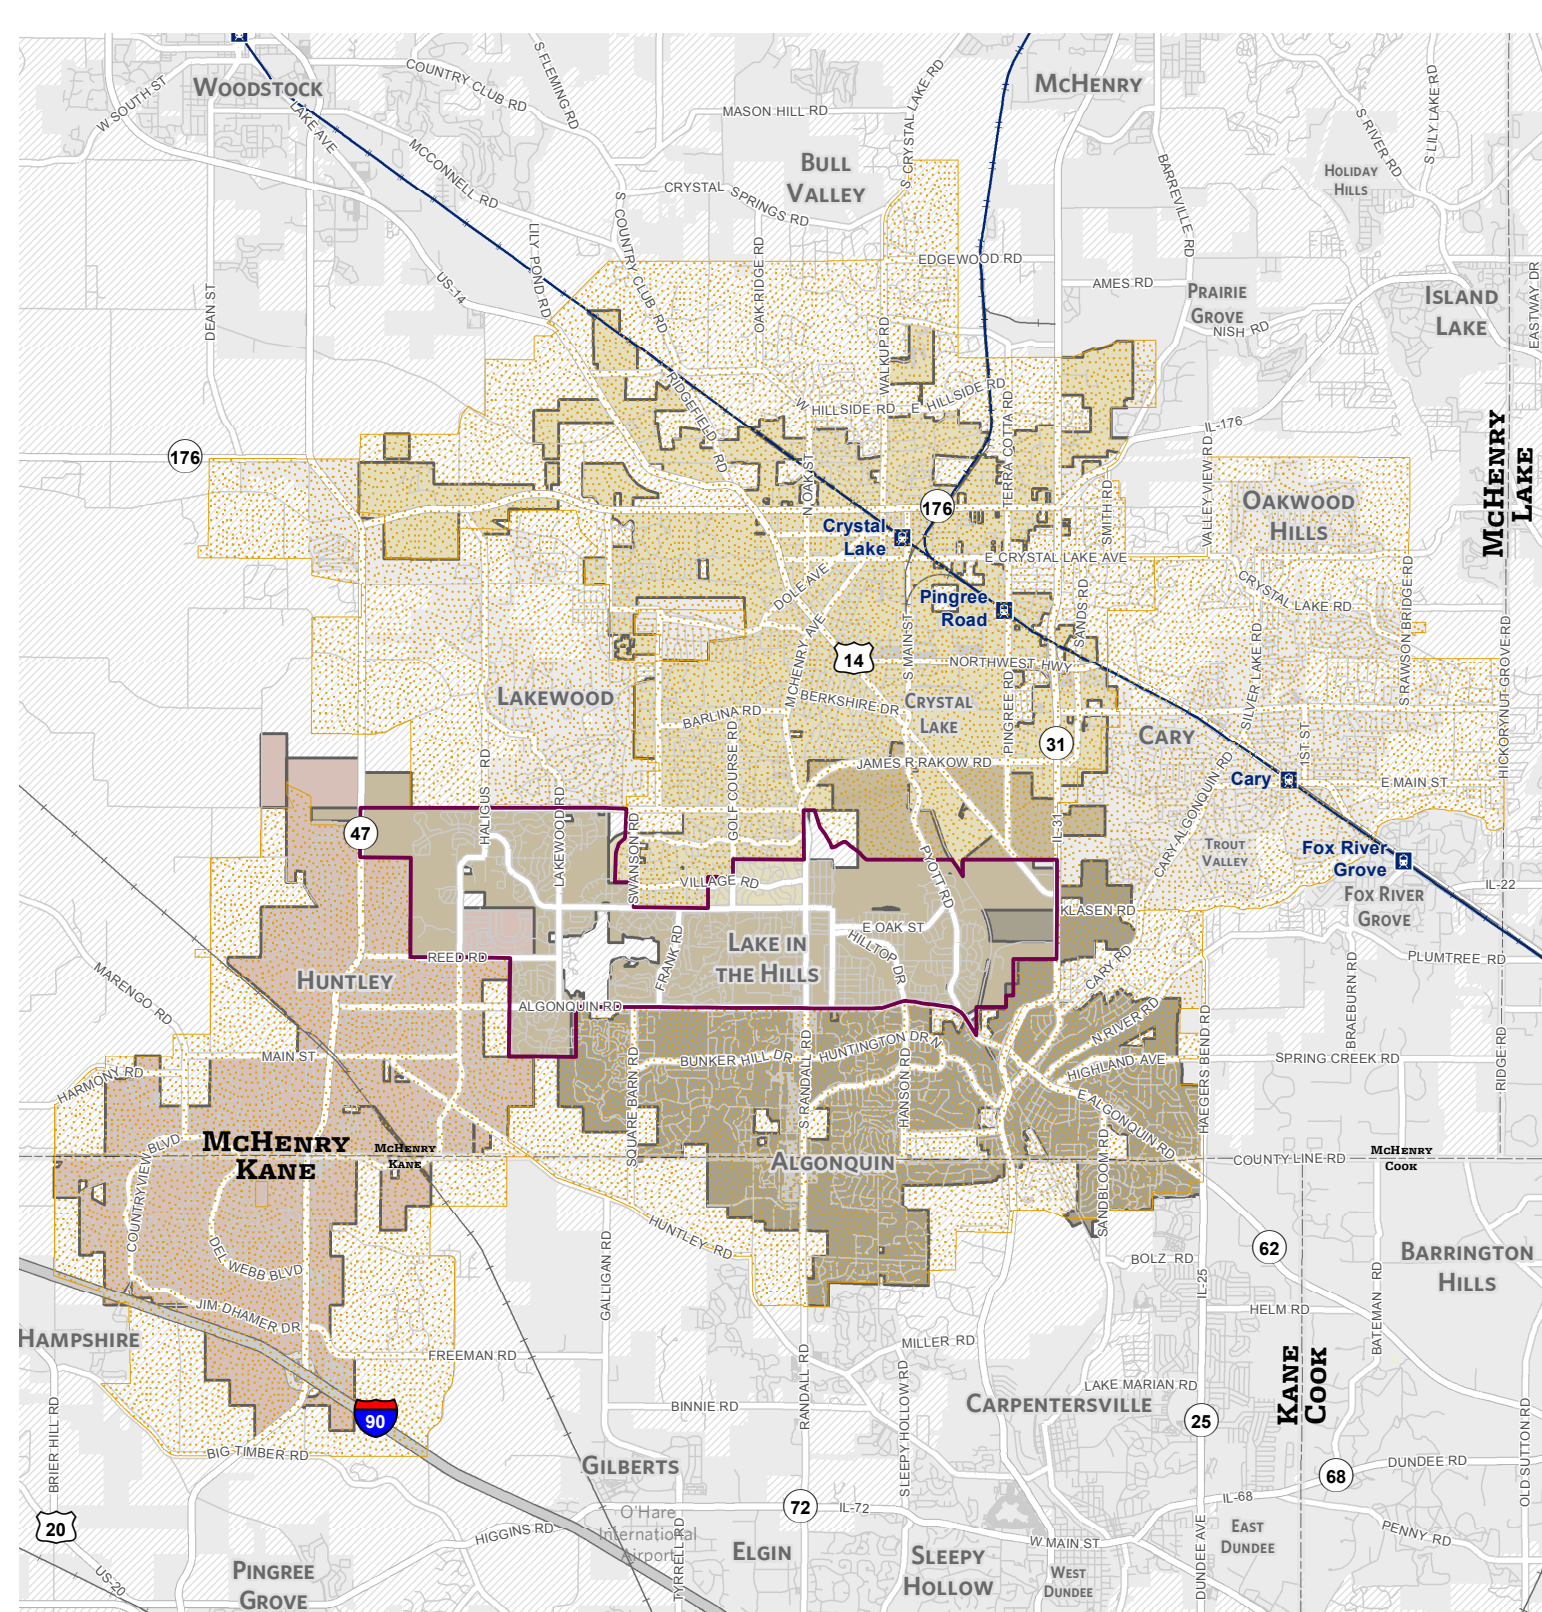 WOODSTOCK
W SOUTH ST
LAKE AVE
COUNTRY CLUB RD
MCCONNELL RD
S FLEMING RD
MASON HILL RD
S CRYSTAL LAKE RD
MCHENRY
BULL
VALLEY
CRYSTAL SPRINGS RD
S COUNTRY CLUB RD
LILY POND RD
OAK RIDGE RD
EDGEWOOD RD
BARREVILLE RD
AMES RD
PRAIRIE
GROVE
NISH RD
HOLIDAY
HILLS
S RIVER RD
S LILY LAKE RD
ISLAND
LAKE
EASTWAY DR
US-14
DEAN ST
WALKUP RD
RIDGEFIELD RD
W HILLSIDE RD
E HILLSIDE RD
TERRA COTTA RD
IL-176
MCHENRY
LAKE
176
N OAK ST
176
SMITH RD
VALLEY VIEW RD
OAKWOOD
HILLS
Crystal
Lake
E CRYSTAL LAKE AVE
CRYSTAL LAKE RD
S RAWSON BRIDGE RD
DOLE AVE
Pingree
Road
SANDS RD
MCHENRY AVE
14
S MAIN ST
NORTHWEST HWY
SILVER LAKE RD
HICKORYNUT GROVE RD
LAKEWOOD
BARLINA RD
BERKSHIRE DR
CRYSTAL
LAKE
PINGREE RD
31
CARY
1ST ST
GOLF COURSE RD
JAMES R RAKOW RD
Cary
E MAIN ST
CARY-ALGONQUIN RD
HALIGUS RD
LAKEWOOD RD
SWANSON RD
47
IL-31
TROUT
VALLEY
Fox River
Grove
VILLAGE RD
PYOTT RD
KLASEN RD
IL-22
FOX RIVER
GROVE
E OAK ST
LAKE IN
THE HILLS
HILLTOP DR
FRANK RD
REED RD
HUNTLEY
MARENGO RD
CARY RD
PLUMTREE RD
BRAEBURN RD
ALGONQUIN RD
MAIN ST
HARMONY RD
SQUARE BARN RD
BUNKER HILL DR
HUNTINGTON DR N
S RANDALL RD
HANSON RD
N RIVER RD
HIGHLAND AVE
E ALGONQUIN RD
HAEGERS BEND RD
SPRING CREEK RD
RIDGE RD
MCHENRY
KANE
MCHENRY
KANE
ALGONQUIN
SANDBLOOM RD
COUNTY LINE RD
MCHENRY
COOK
COUNTRYVIEW BLVD
DEL WEBB BLVD
JIM DHAMER DR
HUNTLEY RD
GALLIGAN RD
BOLZ RD
IL-25
62
BARRINGTON
HILLS
HELM RD
BATEMAN RD
HAMPSHIRE
FREEMAN RD
MILLER RD
LAKE MARIAN RD
KANE
COOK
90
BINNIE RD
RANDALL RD
SLEEPY HOLLOW RD
CARPENTERSVILLE
25
BRIER HILL RD
BIG TIMBER RD
GILBERTS
68
DUNDEE RD
OLD SUTTON RD
20
HIGGINS RD
O'Hare
International
Airport
TYRRELL RD
72
IL-72
IL-68
EAST
DUNDEE
PENNY RD
US-20
PINGREE
GROVE
ELGIN
SLEEPY
HOLLOW
W MAIN ST
WEST
DUNDEE
DUNDEE AVE